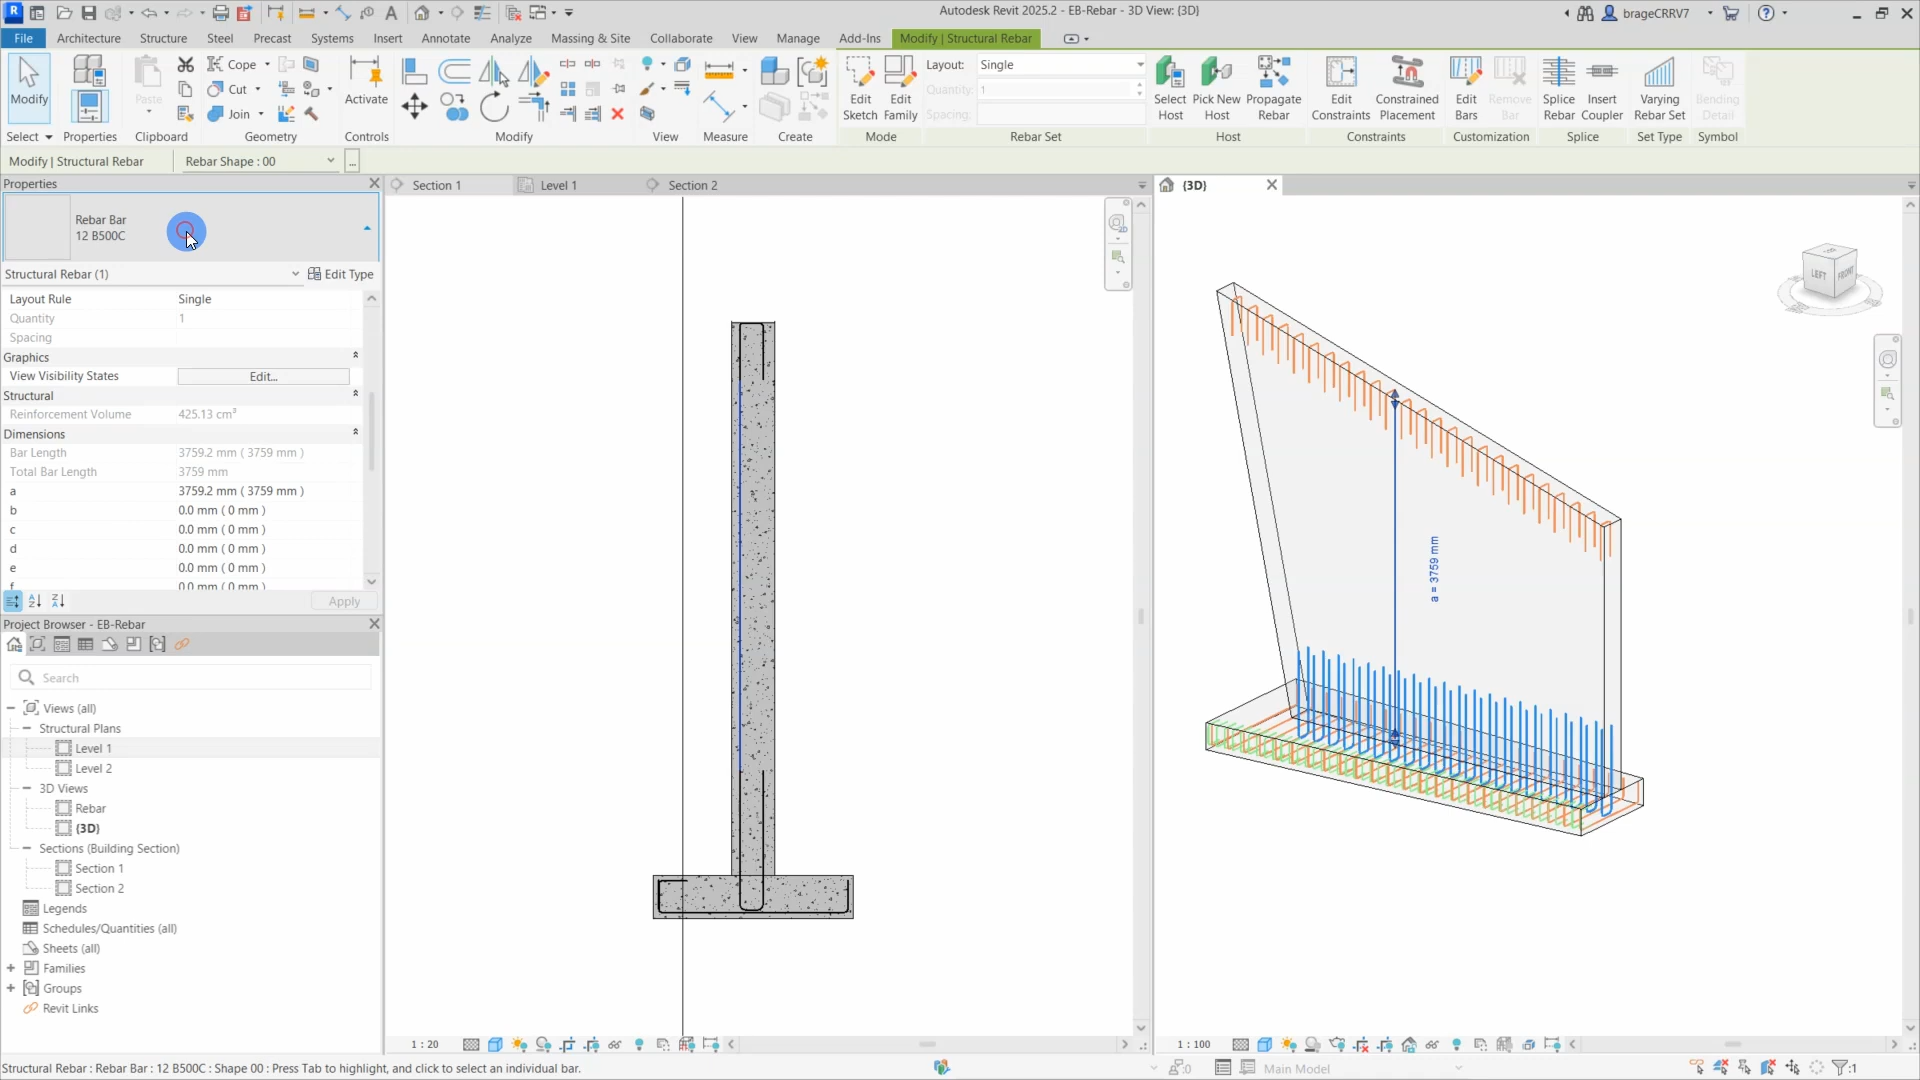 Autodesk Revit 2025.2 - EB-Rebar - 3D View: {3D}
brageCRRV7
File Architecture Structure Steel Precast Systems Insert Annotate Analyze Massing & Site Collaborate View Manage Add-Ins Modify | Structural Rebar
Modify
Paste
Cope
Cut
Join
Activate
Edit Sketch
Edit Family
Layout: Single
Quantity: 1
Spacing:
Select Host
Pick New Host
Propagate Rebar
Edit Constraints
Constrained Placement
Edit Bars
Remove Bar
Splice Rebar
Insert Coupler
Varying Rebar Set
Bending Detail
Select Properties Clipboard Geometry Controls Modify View Measure Create Mode Rebar Set Host Constraints Customization Splice Set Type Symbol
Modify | Structural Rebar Rebar Shape : 00 ...
Properties
Rebar Bar
12 B500C
Structural Rebar (1) Edit Type
Layout Rule Single
Quantity 1
Spacing
Graphics
View Visibility States Edit...
Structural
Reinforcement Volume 425.13 cm³
Dimensions
Bar Length 3759.2 mm ( 3759 mm )
Total Bar Length 3759 mm
a 3759.2 mm ( 3759 mm )
b 0.0 mm ( 0 mm )
c 0.0 mm ( 0 mm )
d 0.0 mm ( 0 mm )
e 0.0 mm ( 0 mm )
f 0.0 mm ( 0 mm )
Apply
Project Browser - EB-Rebar
Search
Views (all)
Structural Plans
Level 1
Level 2
3D Views
Rebar
{3D}
Sections (Building Section)
Section 1
Section 2
Legends
Schedules/Quantities (all)
Sheets (all)
Families
Groups
Revit Links
Section 1 Level 1 Section 2
1 : 20
{3D}
LEFT FRONT
a = 3759 mm
1 : 100
Structural Rebar : Rebar Bar : 12 B500C : Shape 00 : Press Tab to highlight, and click to select an individual bar.
:0
Main Model
:1